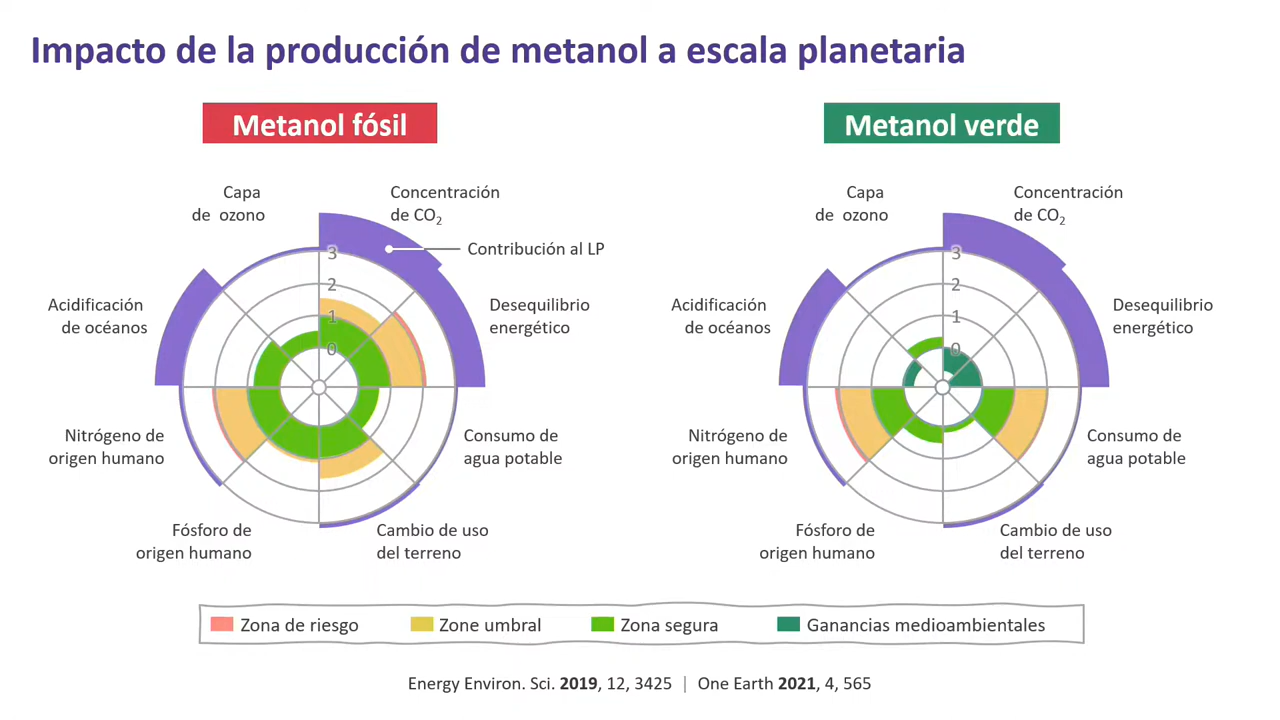 Impacto de la producción de metanol a escala planetaria
Metanol fósil
Capa
de ozono
Concentración
de CO2
Contribución al LP
3
2
1
0
Acidificación
de océanos
Desequilibrio
energético
Nitrógeno de
origen humano
Consumo de
agua potable
Fósforo de
origen humano
Cambio de uso
del terreno
Metanol verde
Capa
de ozono
Concentración
de CO2
3
2
1
0
Acidificación
de océanos
Desequilibrio
energético
Nitrógeno de
origen humano
Consumo de
agua potable
Fósforo de
origen humano
Cambio de uso
del terreno
Zona de riesgo
Zone umbral
Zona segura
Ganancias medioambientales
Energy Environ. Sci. 2019, 12, 3425 | One Earth 2021, 4, 565